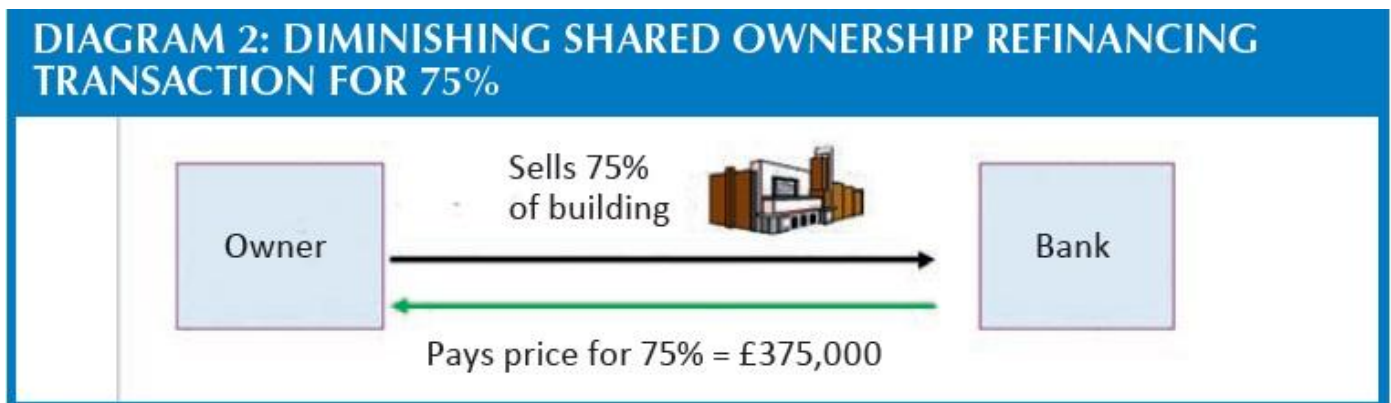 DIAGRAM 2: DIMINISHING SHARED OWNERSHIP REFINANCING
TRANSACTION FOR 75%
Sells 75%
of building
Owner
Bank
Pays price for 75% = £375,000